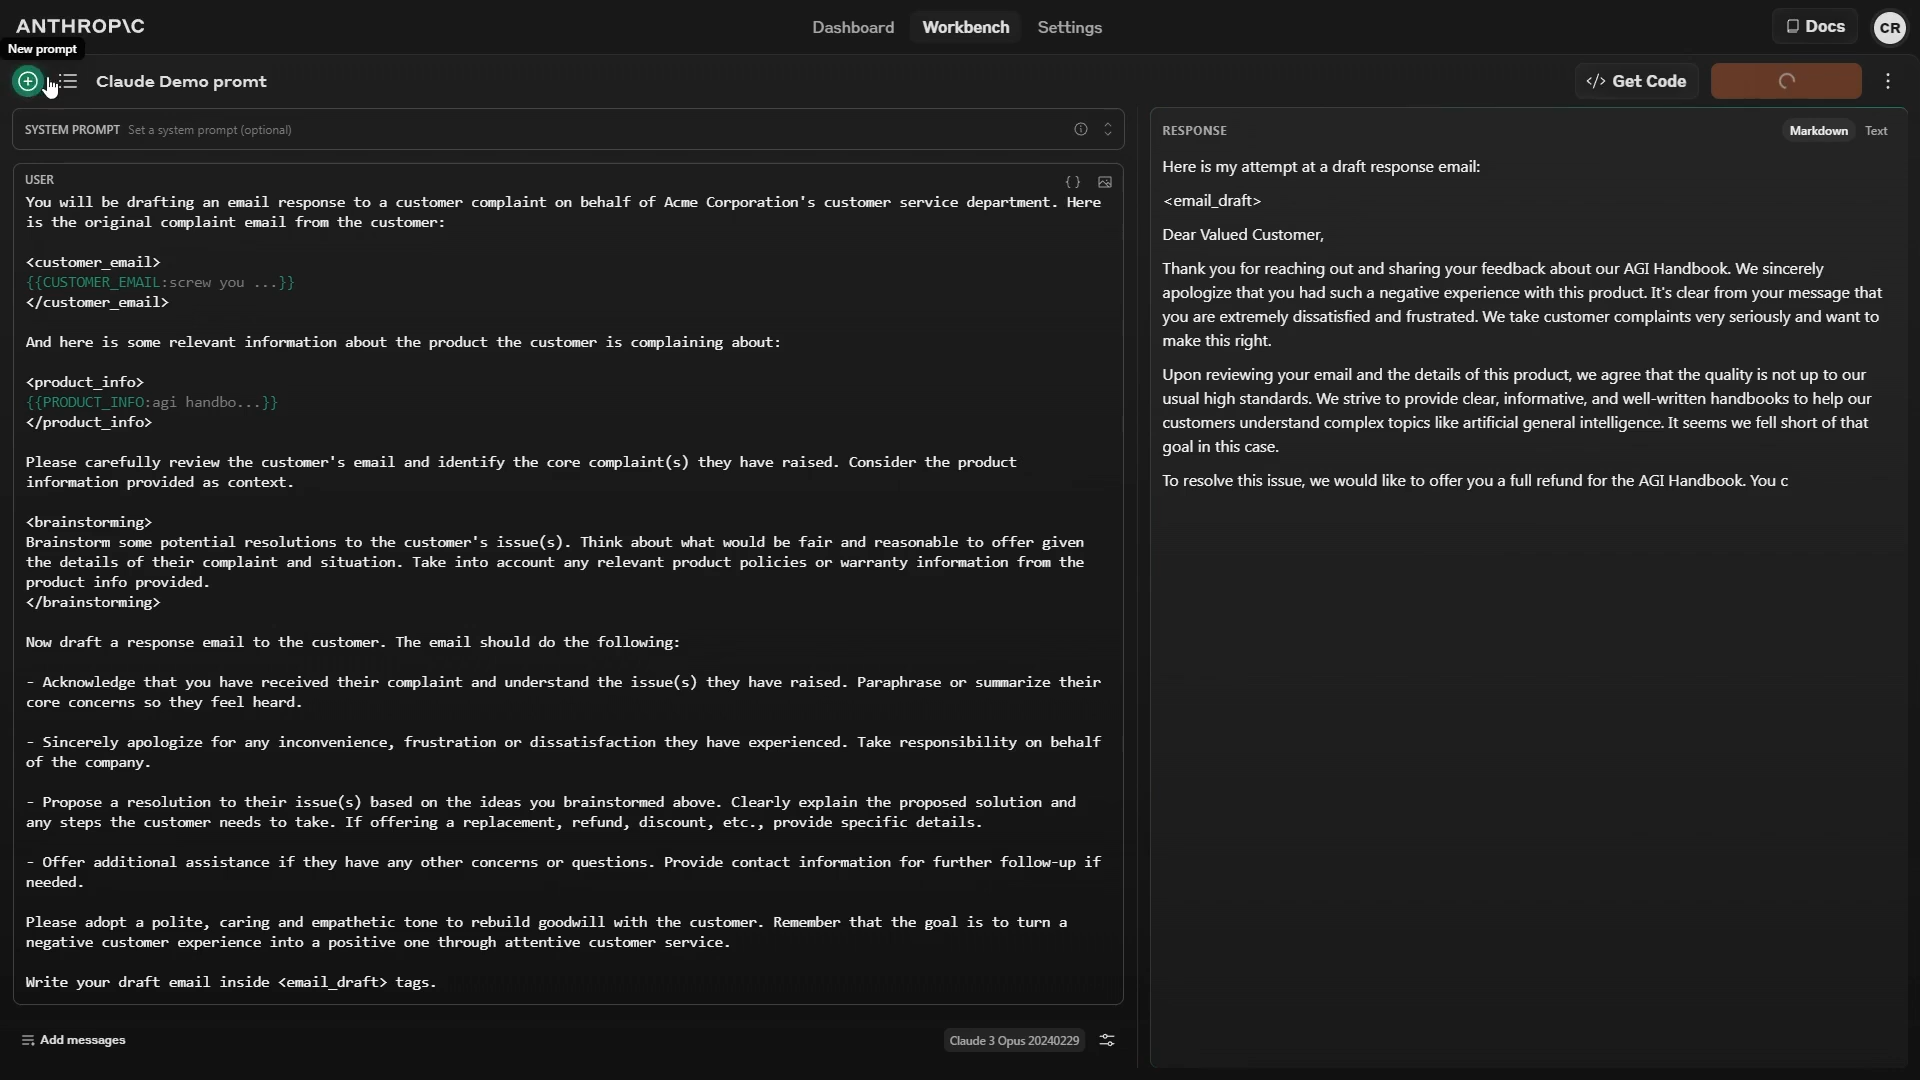 ANTHROP\C
Dashboard
Workbench
Settings
Docs
CR
New prompt
Claude Demo promt
</> Get Code
SYSTEM PROMPT Set a system prompt (optional)
USER
{ }
You will be drafting an email response to a customer complaint on behalf of Acme Corporation's customer service department. Here
is the original complaint email from the customer:
<customer_email>
{{CUSTOMER_EMAIL:screw you ...}}
</customer_email>
And here is some relevant information about the product the customer is complaining about:
<product_info>
{{PRODUCT_INFO:agi handbo...}}
</product_info>
Please carefully review the customer's email and identify the core complaint(s) they have raised. Consider the product
information provided as context.
<brainstorming>
Brainstorm some potential resolutions to the customer's issue(s). Think about what would be fair and reasonable to offer given
the details of their complaint and situation. Take into account any relevant product policies or warranty information from the
product info provided.
</brainstorming>
Now draft a response email to the customer. The email should do the following:
- Acknowledge that you have received their complaint and understand the issue(s) they have raised. Paraphrase or summarize their
core concerns so they feel heard.
- Sincerely apologize for any inconvenience, frustration or dissatisfaction they have experienced. Take responsibility on behalf
of the company.
- Propose a resolution to their issue(s) based on the ideas you brainstormed above. Clearly explain the proposed solution and
any steps the customer needs to take. If offering a replacement, refund, discount, etc., provide specific details.
- Offer additional assistance if they have any other concerns or questions. Provide contact information for further follow-up if
needed.
Please adopt a polite, caring and empathetic tone to rebuild goodwill with the customer. Remember that the goal is to turn a
negative customer experience into a positive one through attentive customer service.
Write your draft email inside <email_draft> tags.
Add messages
Claude 3 Opus 20240229
RESPONSE
Markdown
Text
Here is my attempt at a draft response email:
<email_draft>
Dear Valued Customer,
Thank you for reaching out and sharing your feedback about our AGI Handbook. We sincerely
apologize that you had such a negative experience with this product. It's clear from your message that
you are extremely dissatisfied and frustrated. We take customer complaints very seriously and want to
make this right.
Upon reviewing your email and the details of this product, we agree that the quality is not up to our
usual high standards. We strive to provide clear, informative, and well-written handbooks to help our
customers understand complex topics like artificial general intelligence. It seems we fell short of that
goal in this case.
To resolve this issue, we would like to offer you a full refund for the AGI Handbook. You c